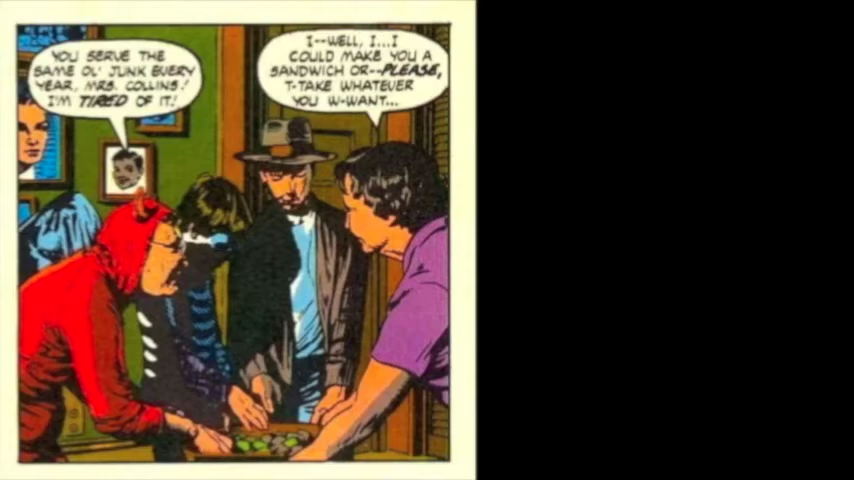 YOU SERVE THE
SAME OL' JUNK EVERY
YEAR, MRS. COLLINS!
I'M TIRED OF IT!
I--WELL, I...I
COULD MAKE YOU A
SANDWICH OR--PLEASE,
T-TAKE WHATEVER
YOU W-WANT...